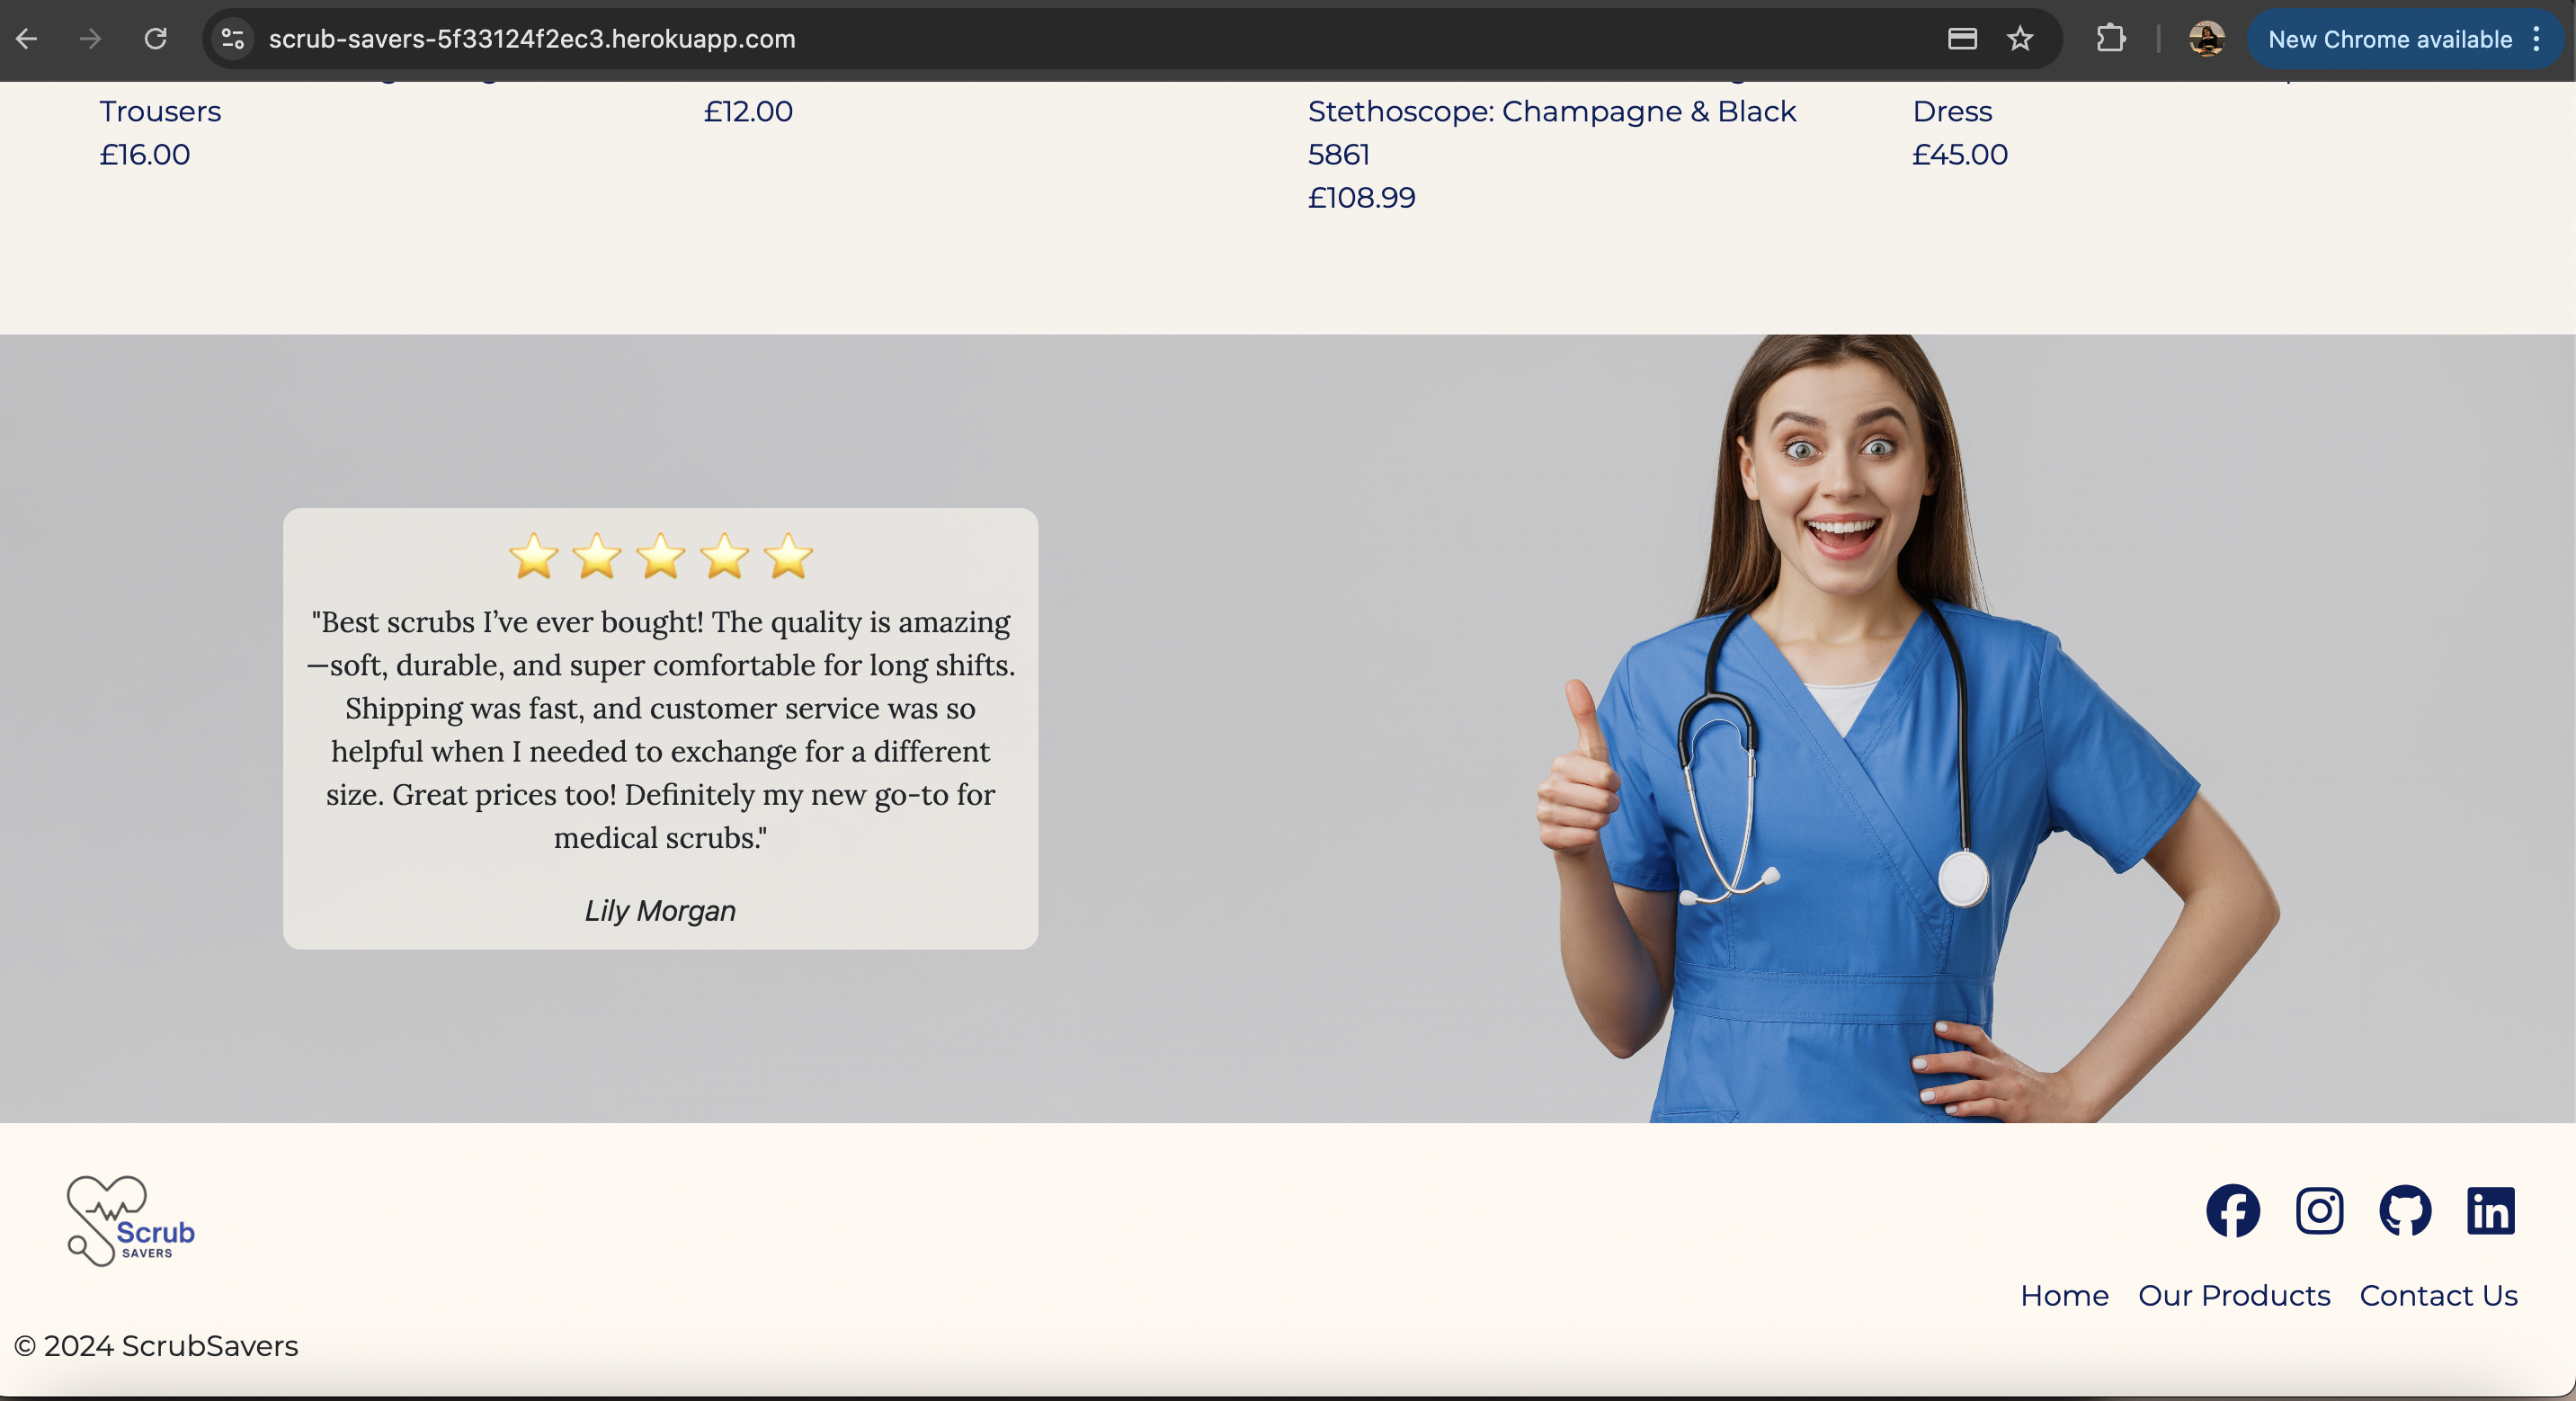 scrub-savers-5f33124f2ec3.herokuapp.com
New Chrome available
Trousers
£16.00
£12.00
Stethoscope: Champagne & Black
5861
£108.99
Dress
£45.00
"Best scrubs I’ve ever bought! The quality is amazing
—soft, durable, and super comfortable for long shifts.
Shipping was fast, and customer service was so
helpful when I needed to exchange for a different
size. Great prices too! Definitely my new go-to for
medical scrubs."
Lily Morgan
Scrub
SAVERS
Home Our Products Contact Us
© 2024 ScrubSavers